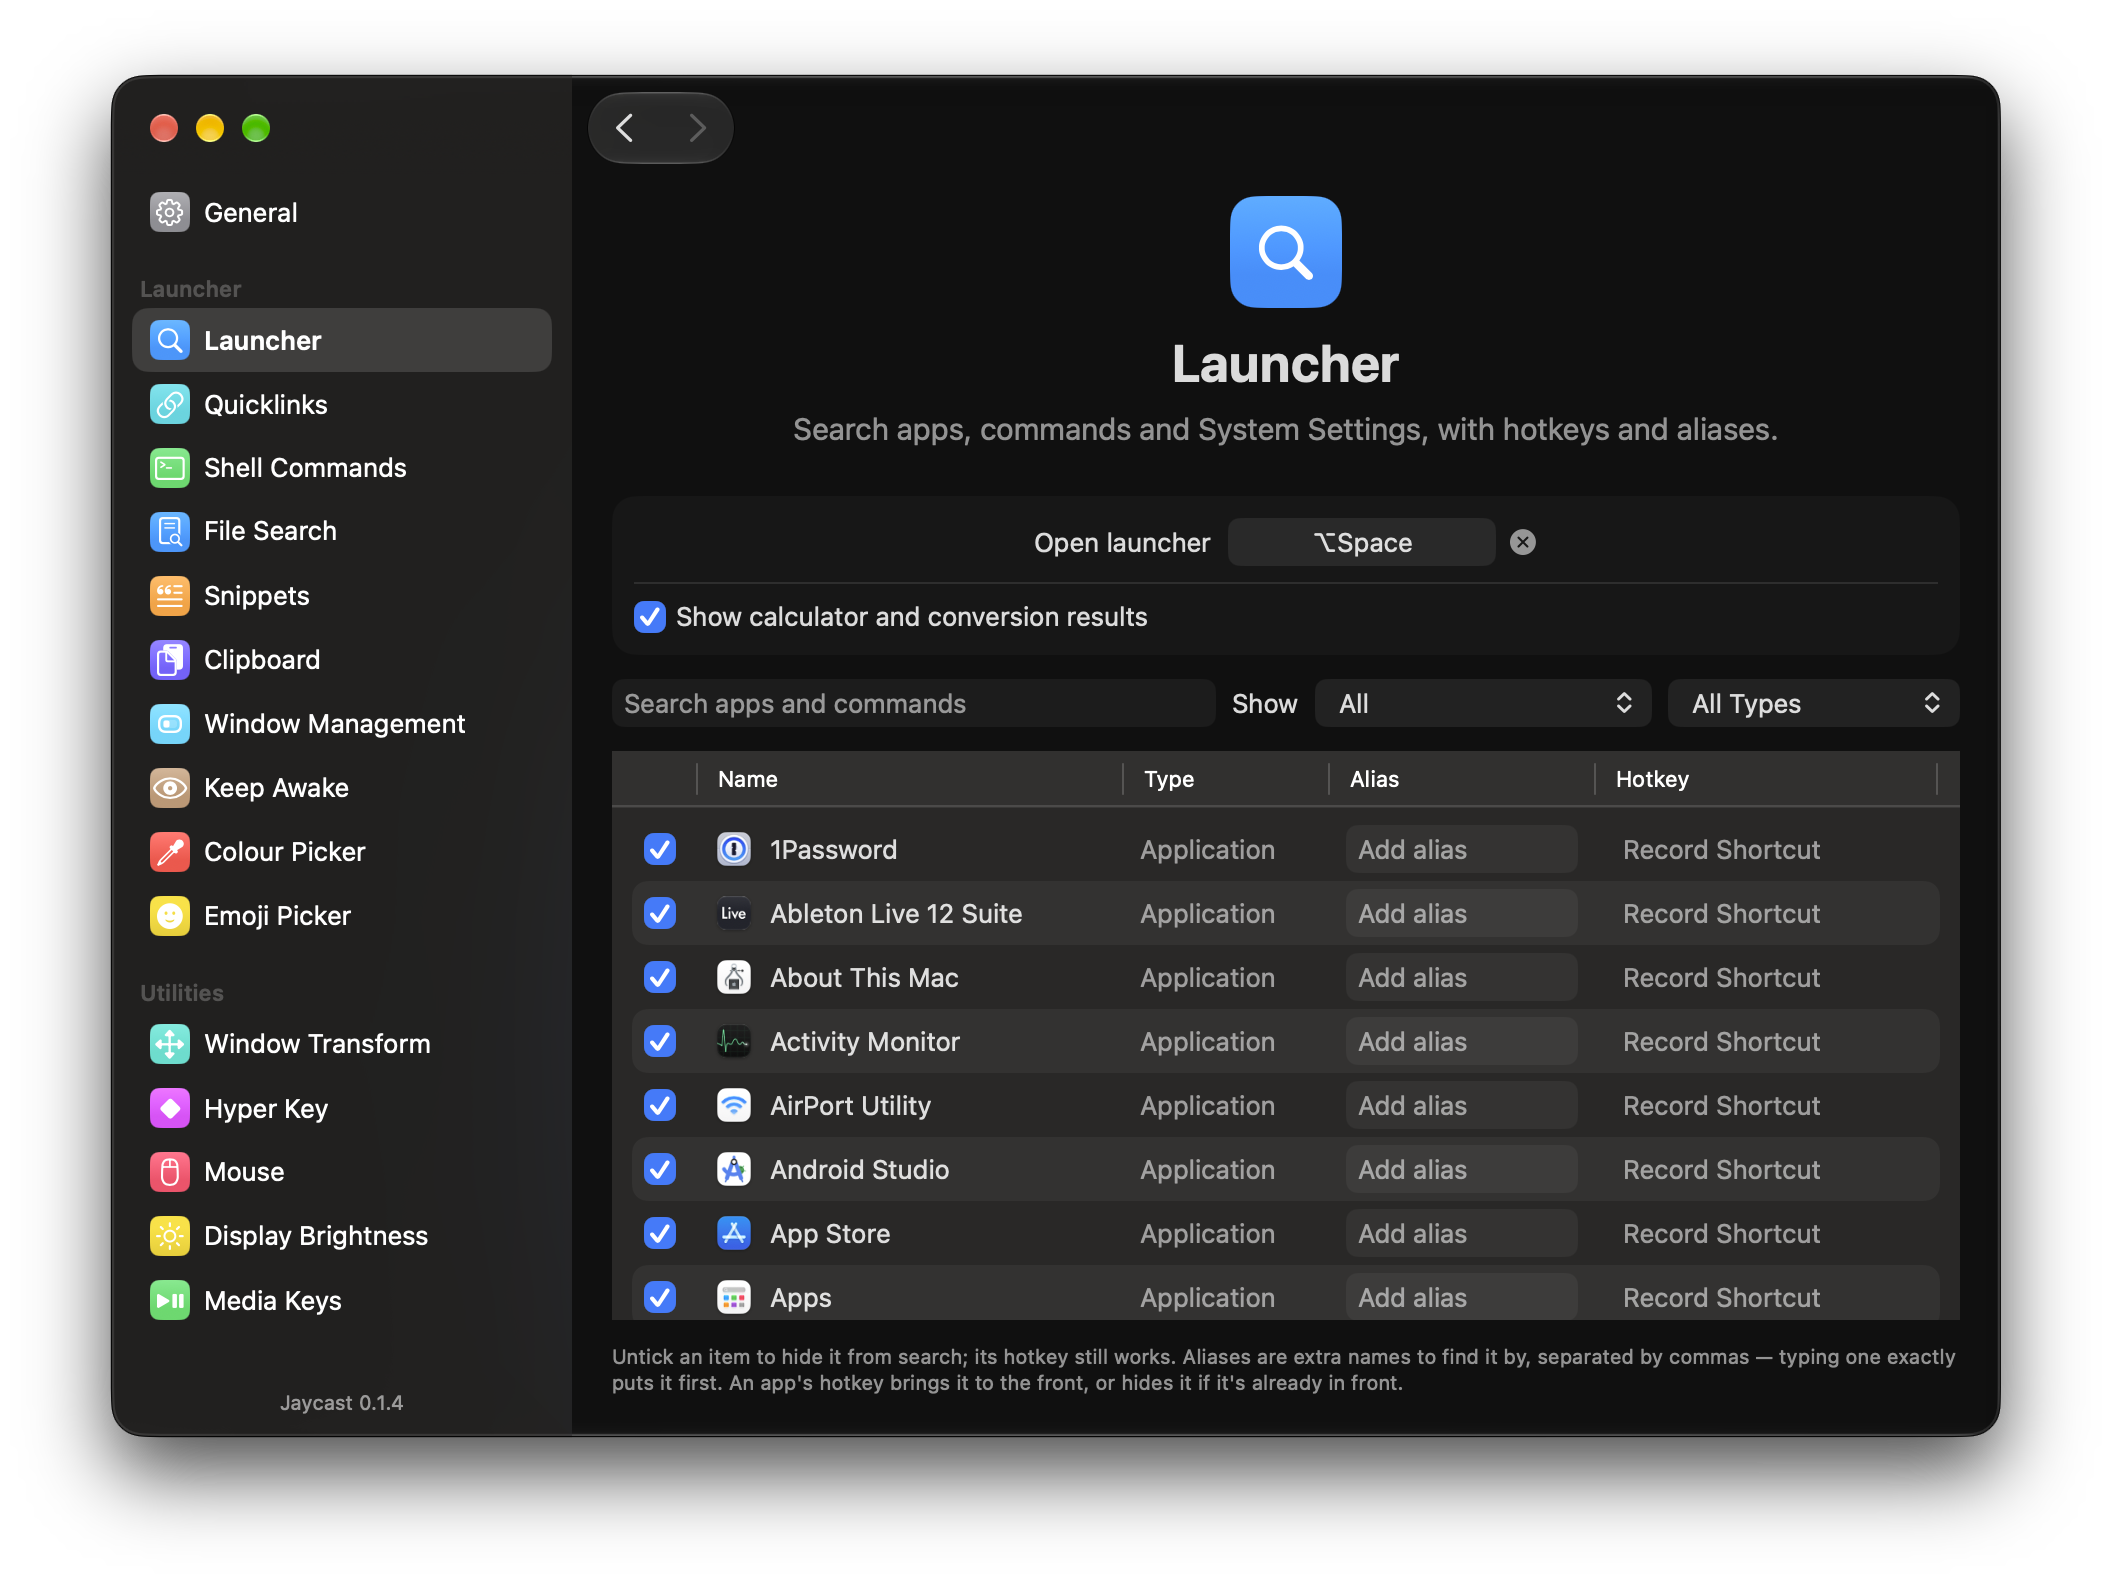 General
Launcher
Launcher
Quicklinks
Shell Commands
File Search
Snippets
Clipboard
Window Management
Keep Awake
Colour Picker
Emoji Picker
Utilities
Window Transform
Hyper Key
Mouse
Display Brightness
Media Keys
Jaycast 0.1.4
Launcher
Search apps, commands and System Settings, with hotkeys and aliases.
Open launcher ⌥Space
Show calculator and conversion results
Search apps and commands Show All All Types
Name Type Alias Hotkey
1Password Application Add alias Record Shortcut
Live Ableton Live 12 Suite Application Add alias Record Shortcut
About This Mac Application Add alias Record Shortcut
Activity Monitor Application Add alias Record Shortcut
AirPort Utility Application Add alias Record Shortcut
Android Studio Application Add alias Record Shortcut
App Store Application Add alias Record Shortcut
Apps Application Add alias Record Shortcut
Untick an item to hide it from search; its hotkey still works. Aliases are extra names to find it by, separated by commas — typing one exactly
puts it first. An app's hotkey brings it to the front, or hides it if it's already in front.